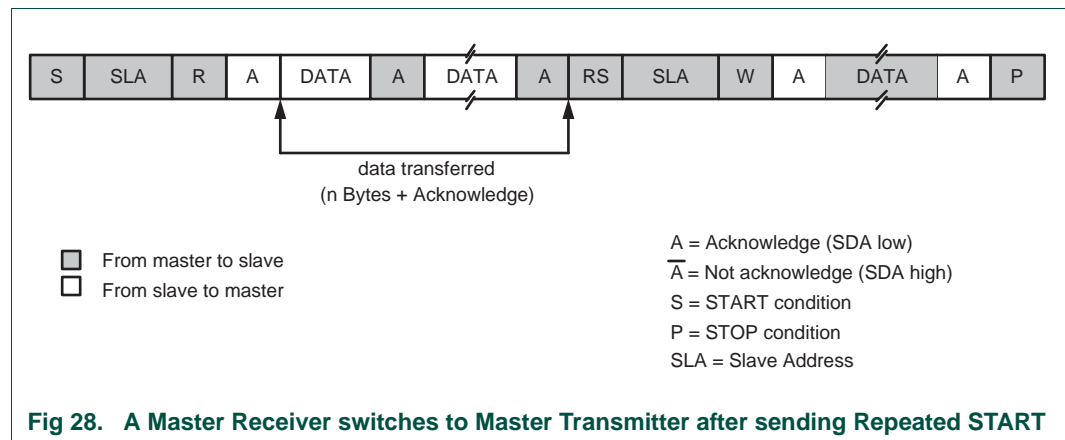 S SLA R A DATA A DATA A RS SLA W A DATA A P
data transferred
(n Bytes + Acknowledge)
From master to slave
From slave to master
A = Acknowledge (SDA low)
A̅ = Not acknowledge (SDA high)
S = START condition
P = STOP condition
SLA = Slave Address
Fig 28. A Master Receiver switches to Master Transmitter after sending Repeated START